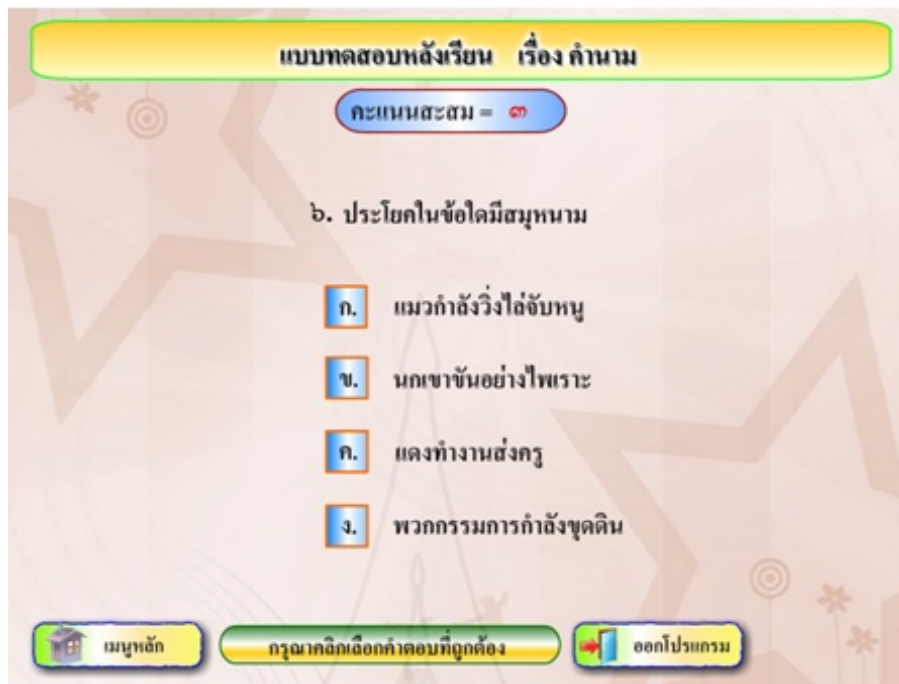 แบบทดสอบหลังเรียน เรื่อง คำนาม
คะแนนสะสม = ๓
๖. ประโยคในข้อใดมีสมุหนาม
ก. แมวกำลังวิ่งไล่จับหนู
ข. นกเขาขันอย่างไพเราะ
ค. แดงทำงานส่งครู
ง. พวกกรรมการกำลังขุดดิน
เมนูหลัก กรุณาคลิกเลือกคำตอบที่ถูกต้อง ออกโปรแกรม